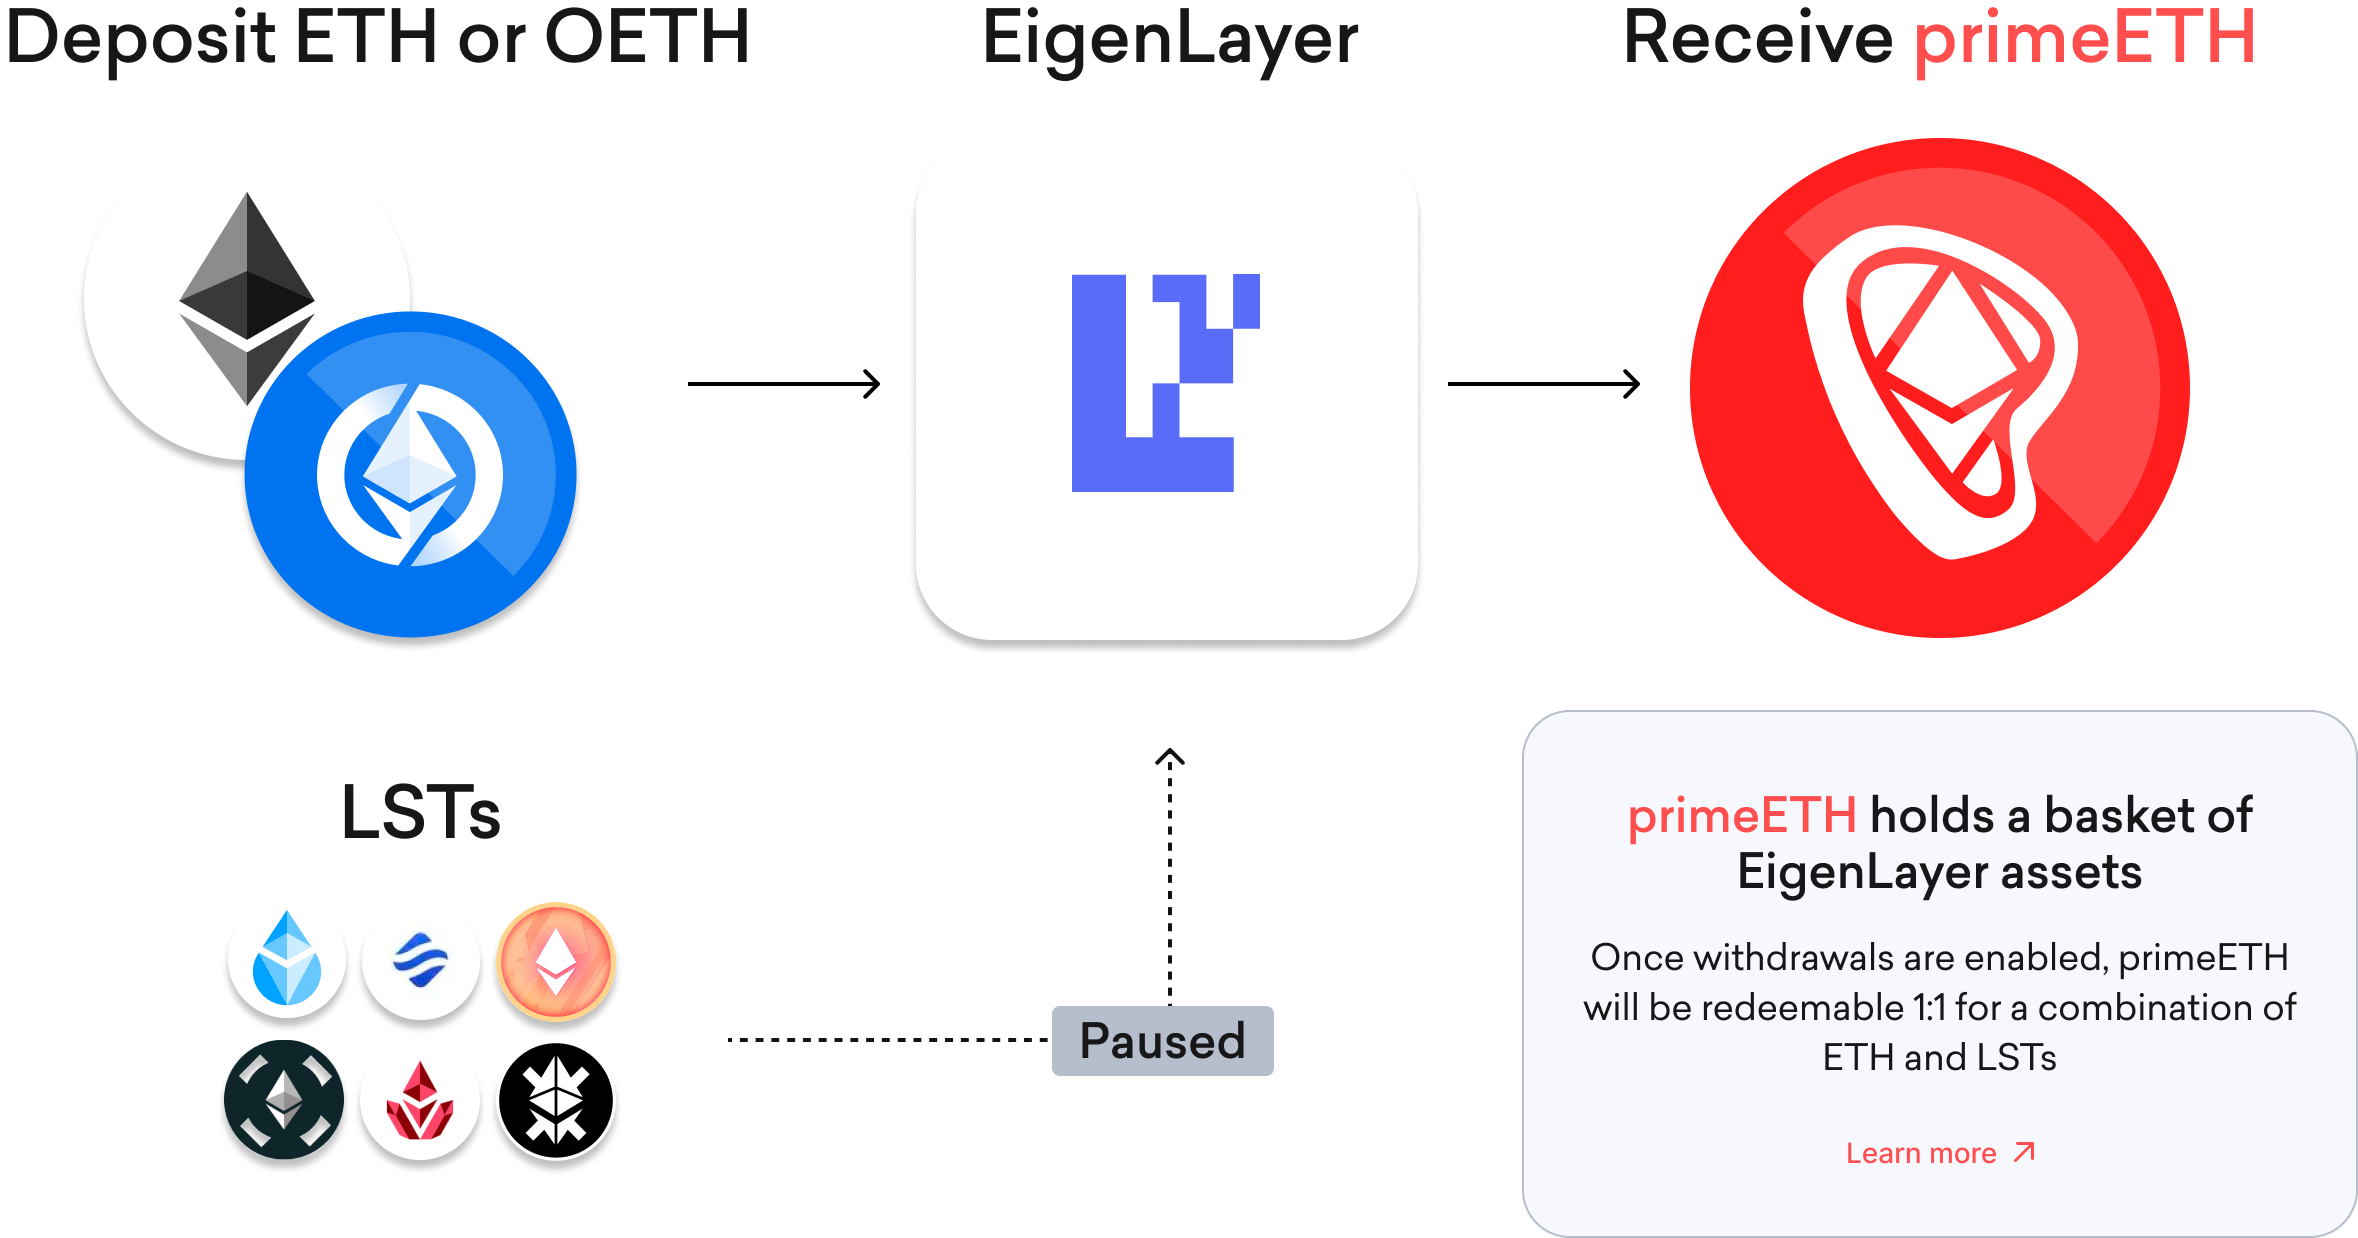 Deposit ETH or OETH
EigenLayer
Receive primeETH
LSTs
Paused
primeETH holds a basket of
EigenLayer assets
Once withdrawals are enabled, primeETH
will be redeemable 1:1 for a combination of
ETH and LSTs
Learn more